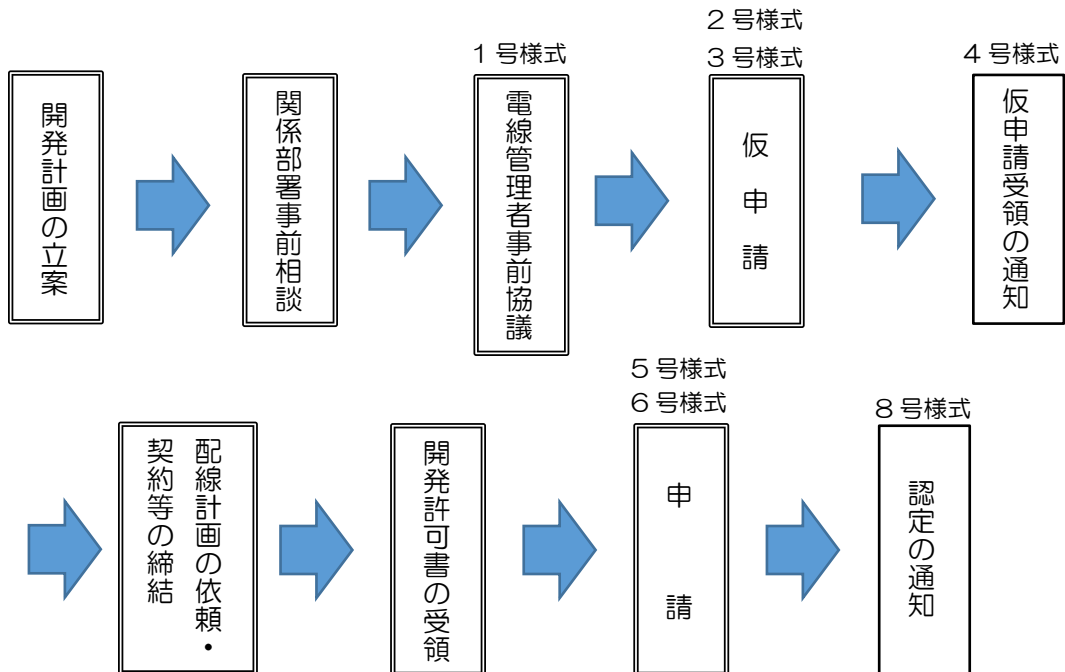 開発計画の立案
関係部署事前相談
1号様式
電線管理者事前協議
2号様式
3号様式
仮申請
4号様式
仮申請受領の通知
配線計画の依頼・
契約等の締結
開発許可書の受領
5号様式
6号様式
申請
8号様式
認定の通知